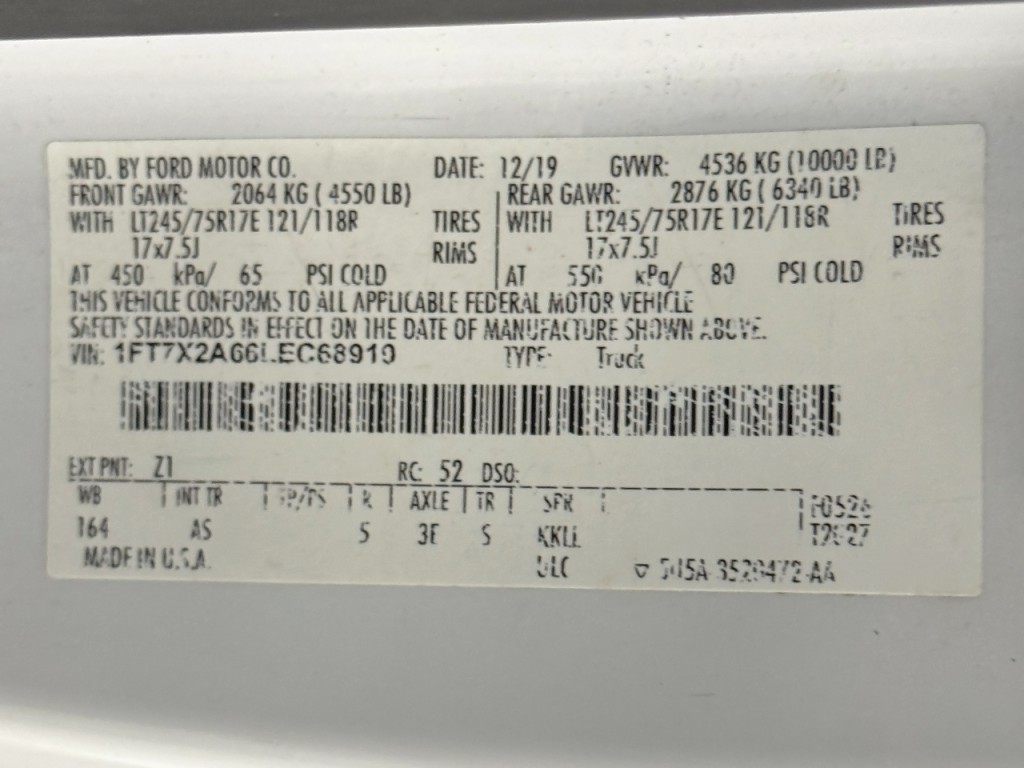 MFD. BY FORD MOTOR CO. DATE: 12/19 GVWR: 4536 KG (10000 LB)
FRONT GAWR: 2064 KG ( 4550 LB) REAR GAWR: 2876 KG ( 6340 LB)
WITH LT245/75R17E 121/118R TIRES WITH LT245/75R17E 121/118R TIRES
17x7.5J RIMS 17x7.5J RIMS
AT 450 kPa/ 65 PSI COLD AT 550 kPa/ 80 PSI COLD
THIS VEHICLE CONFORMS TO ALL APPLICABLE FEDERAL MOTOR VEHICLE
SAFETY STANDARDS IN EFFECT ON THE DATE OF MANUFACTURE SHOWN ABOVE.
VIN: 1FT7X2A66LEC68910 TYPE: Truck
EXT PNT: Z1 RC: 52 DSO:
WB INT TR TP/PS R AXLE TR SPR
164 AS 5 3E S KKLL
MADE IN U.S.A. ULC